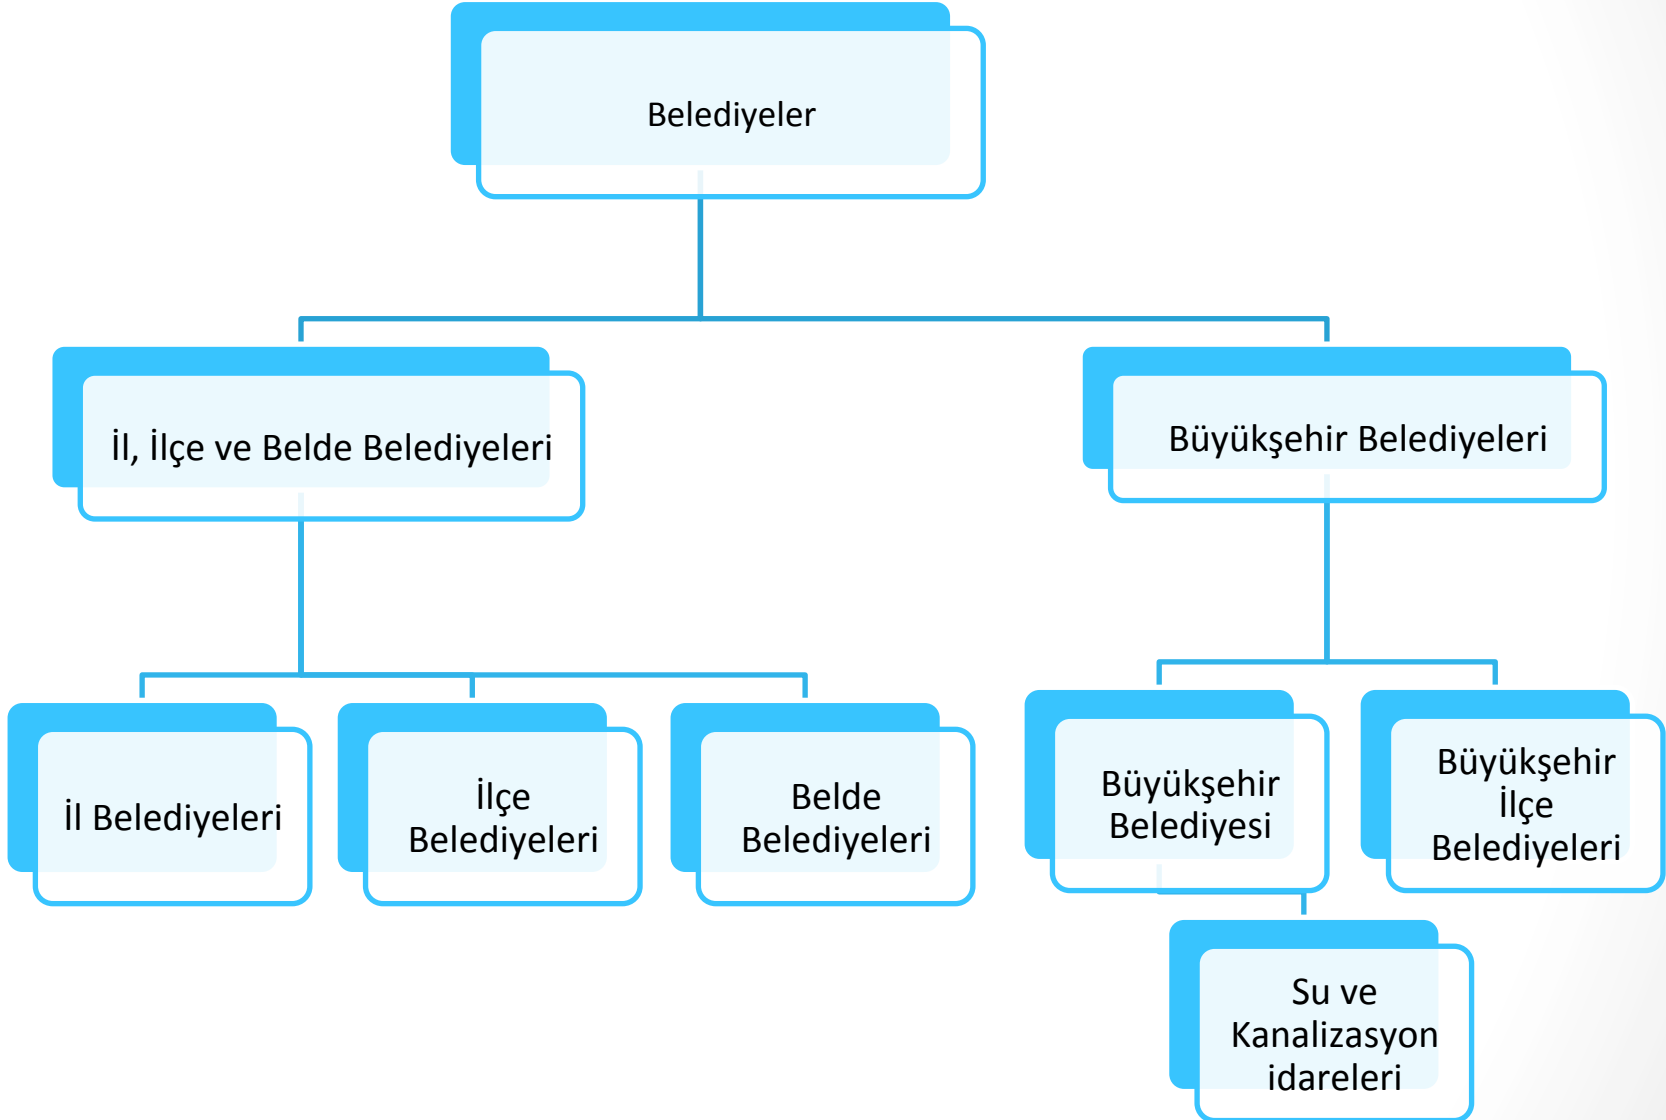 Belediyeler
İl, İlçe ve Belde Belediyeleri
Büyükşehir Belediyeleri
İl Belediyeleri
İlçe
Belediyeleri
Belde
Belediyeleri
Büyükşehir
Belediyesi
Büyükşehir
İlçe
Belediyeleri
Su ve
Kanalizasyon
idareleri